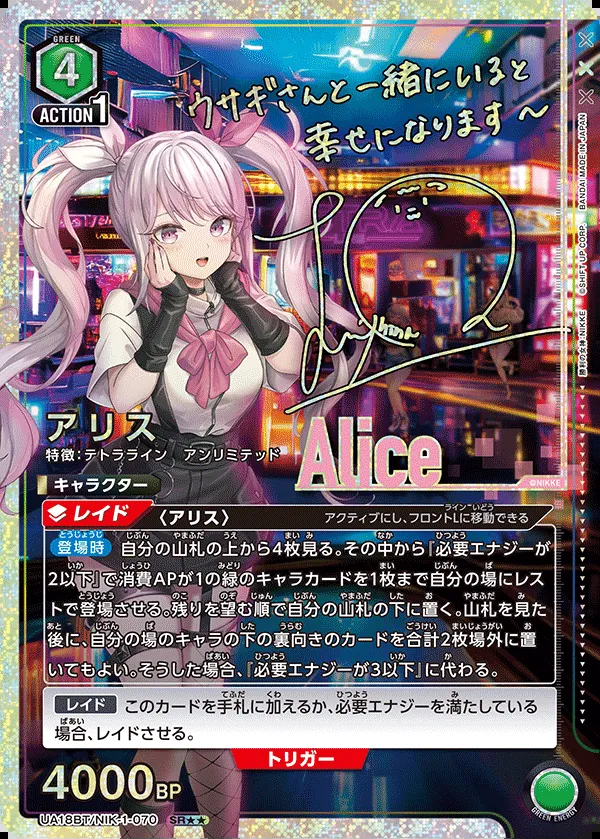 GREEN
4
ACTION 1
ウサギさんと一緒にいると
幸せになります〜
BANDAI MADE IN JAPAN
©SHIFT UP CORP.
勝利の女神:NIKKE
アリス
特徴:テトラライン アンリミテッド
Alice
©NIKKE
キャラクター
レイド 〈アリス〉 アクティブにし、フロントLに移動できる
登場時 自分の山札の上から4枚見る。その中から『必要エナジーが
2以下』で消費APが1の緑のキャラカードを1枚まで自分の場にレス
トで登場させる。残りを望む順で自分の山札の下に置く。山札を見た
後に、自分の場のキャラの下の裏向きのカードを合計2枚場外に置
いてもよい。そうした場合、『必要エナジーが3以下』に代わる。
レイド このカードを手札に加えるか、必要エナジーを満たしている
場合、レイドさせる。
トリガー
4000BP
UA18BT/NIK-1-070 SR★★
GREEN ENERGY